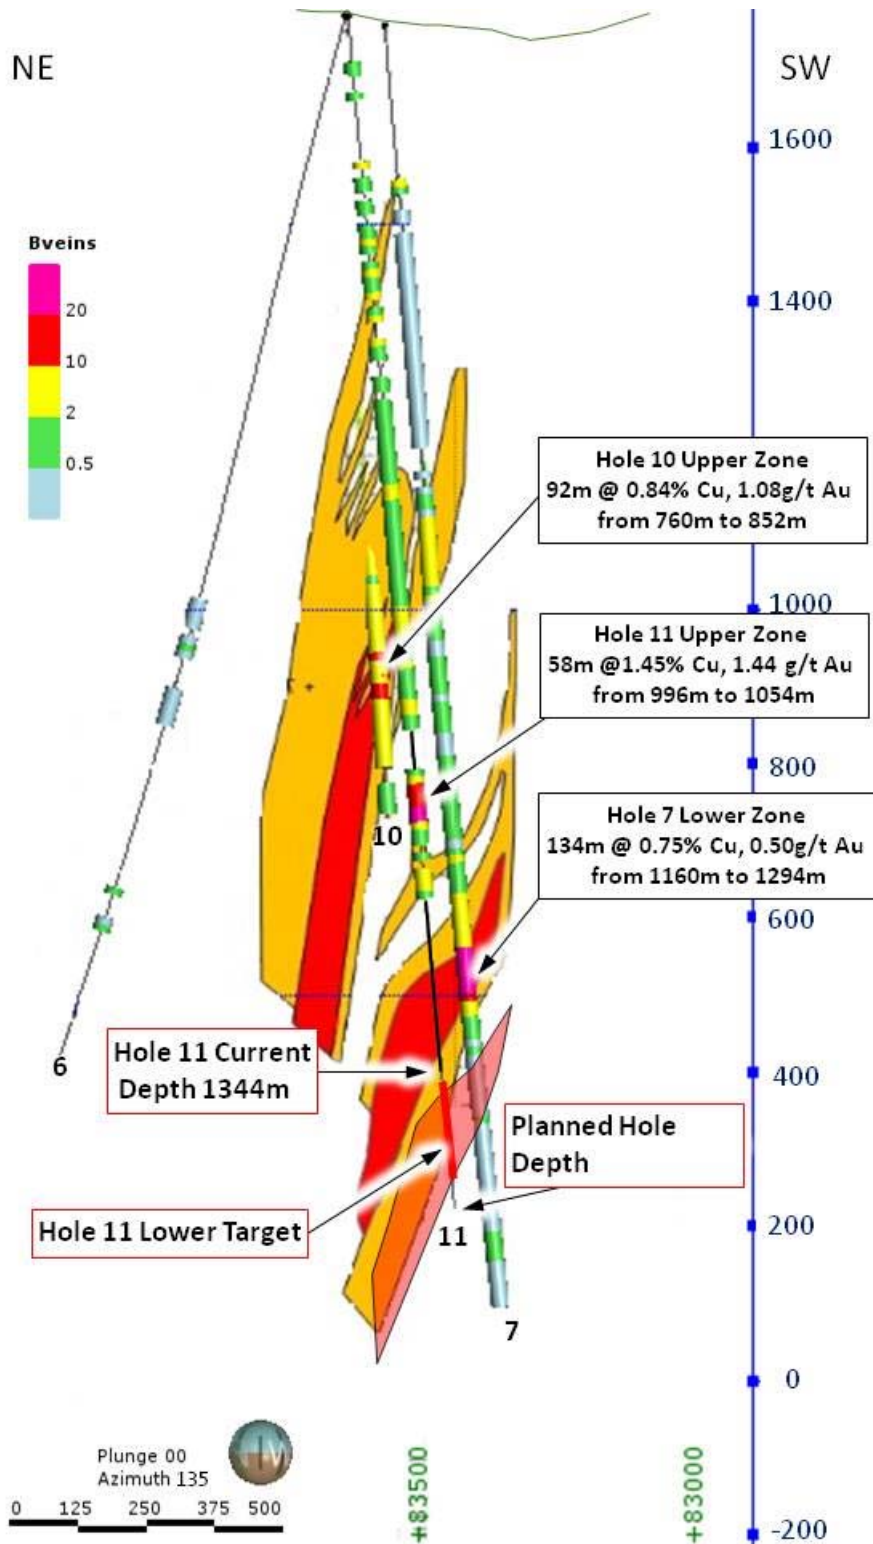 NE
SW
1600
Bveins
20
10
2
0.5
1400
Hole 10 Upper Zone
92m @ 0.84% Cu, 1.08g/t Au
from 760m to 852m
1000
Hole 11 Upper Zone
58m @1.45% Cu, 1.44 g/t Au
from 996m to 1054m
800
10
Hole 7 Lower Zone
134m @ 0.75% Cu, 0.50g/t Au
from 1160m to 1294m
600
6
Hole 11 Current
Depth 1344m
400
Planned Hole
Depth
Hole 11 Lower Target
11
200
7
0
Plunge 00
Azimuth 135
0 125 250 375 500
+83500
+83000
-200